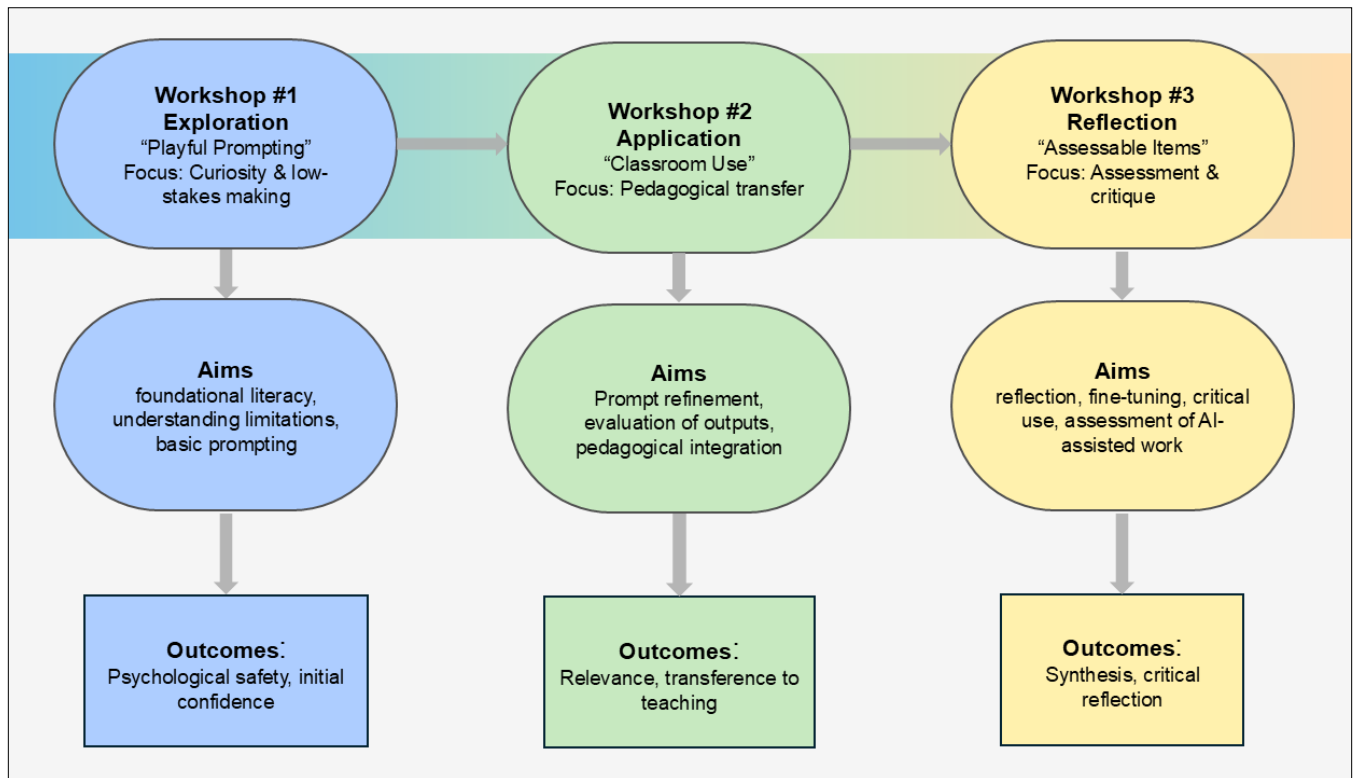 Workshop #1
Exploration
“Playful Prompting”
Focus: Curiosity & low-
stakes making
Workshop #2
Application
“Classroom Use”
Focus: Pedagogical transfer
Workshop #3
Reflection
“Assessable Items”
Focus: Assessment &
critique
Aims
foundational literacy,
understanding limitations,
basic prompting
Aims
Prompt refinement,
evaluation of outputs,
pedagogical integration
Aims
reflection, fine-tuning, critical
use, assessment of AI-
assisted work
Outcomes:
Psychological safety, initial
confidence
Outcomes:
Relevance, transference to
teaching
Outcomes:
Synthesis, critical
reflection